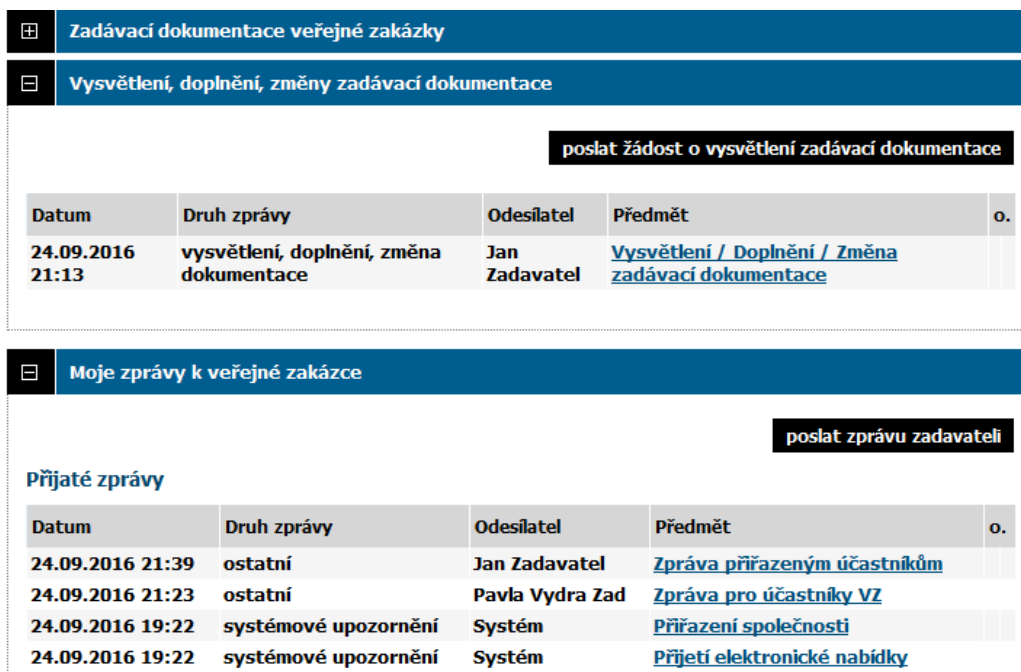 Zadávací dokumentace veřejné zakázky
Vysvětlení, doplnění, změny zadávací dokumentace
poslat žádost o vysvětlení zadávací dokumentace
Datum Druh zprávy Odesílatel Předmět o.
24.09.2016 vysvětlení, doplnění, změna Jan Vysvětlení / Doplnění / Změna
21:13 dokumentace Zadavatel zadávací dokumentace
Moje zprávy k veřejné zakázce
poslat zprávu zadavateli
Přijaté zprávy
Datum Druh zprávy Odesílatel Předmět o.
24.09.2016 21:39 ostatní Jan Zadavatel Zpráva přiřazeným účastníkům
24.09.2016 21:23 ostatní Pavla Vydra Zad Zpráva pro účastníky VZ
24.09.2016 19:22 systémové upozornění Systém Přiřazení společnosti
24.09.2016 19:22 systémové upozornění Systém Přijetí elektronické nabídky